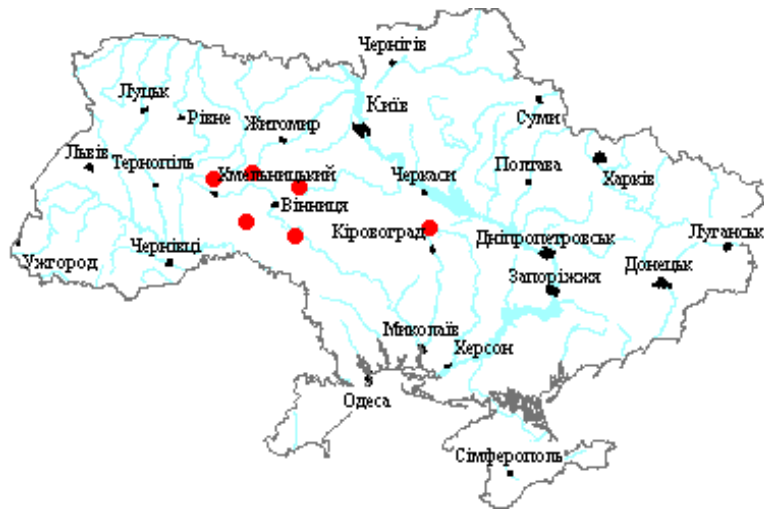 Чернігів
Луцьк
Рівне
Київ
Суми
Житомир
Львів
Тернопіль
Хмельницький
Черкаси
Полтава
Харків
Вінниця
Кіровоград
Чернівці
Ужгород
Дніпропетровськ
Луганськ
Запоріжжя
Донецьк
Миколаїв
Херсон
Одеса
Сімферополь